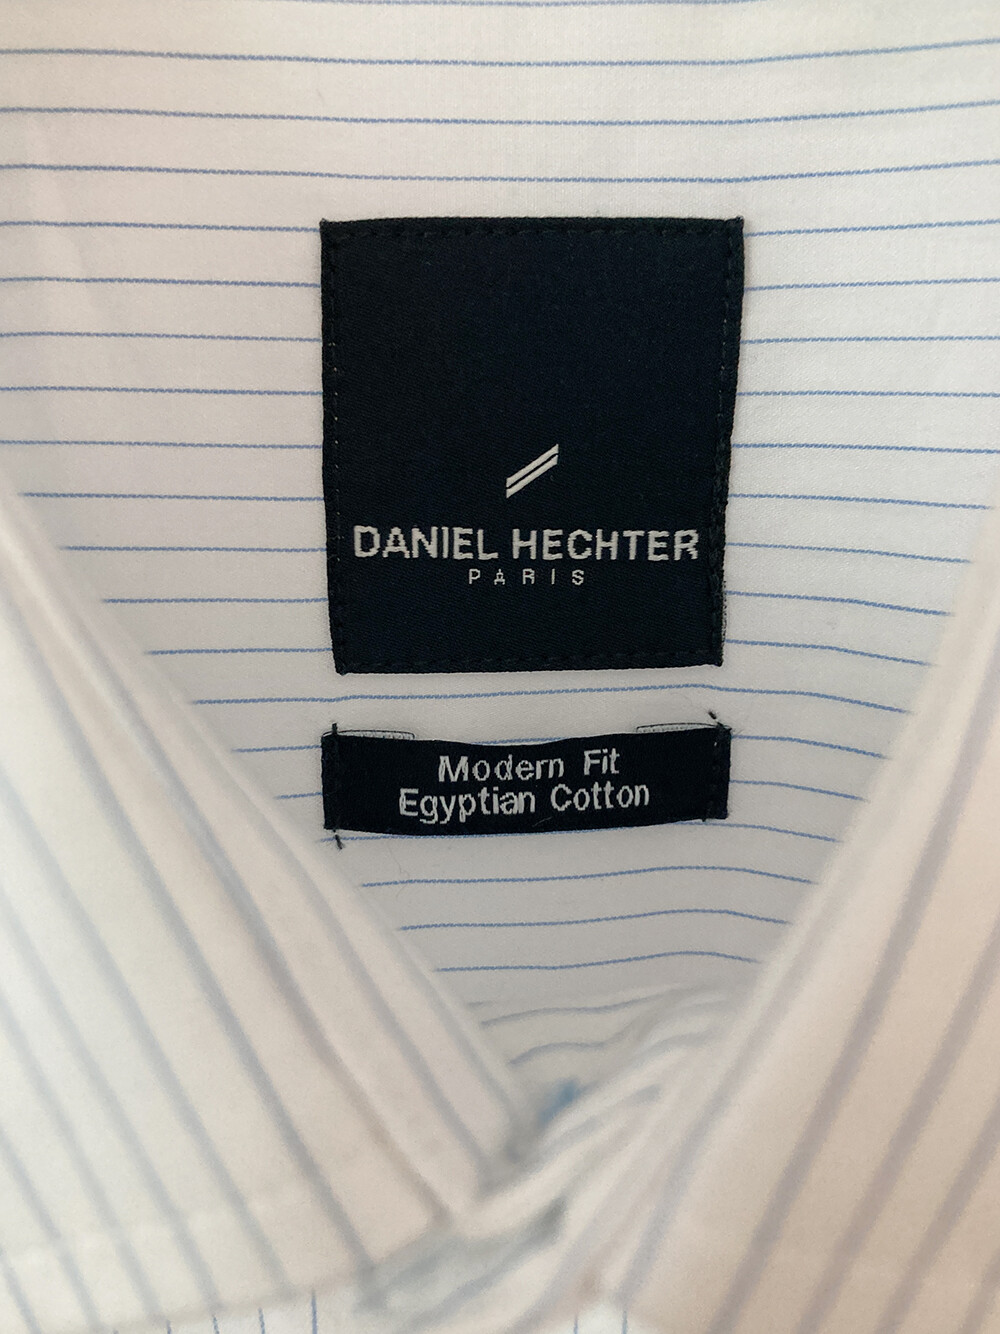 DANIEL HECHTER
PARIS
Modern Fit
Egyptian Cotton